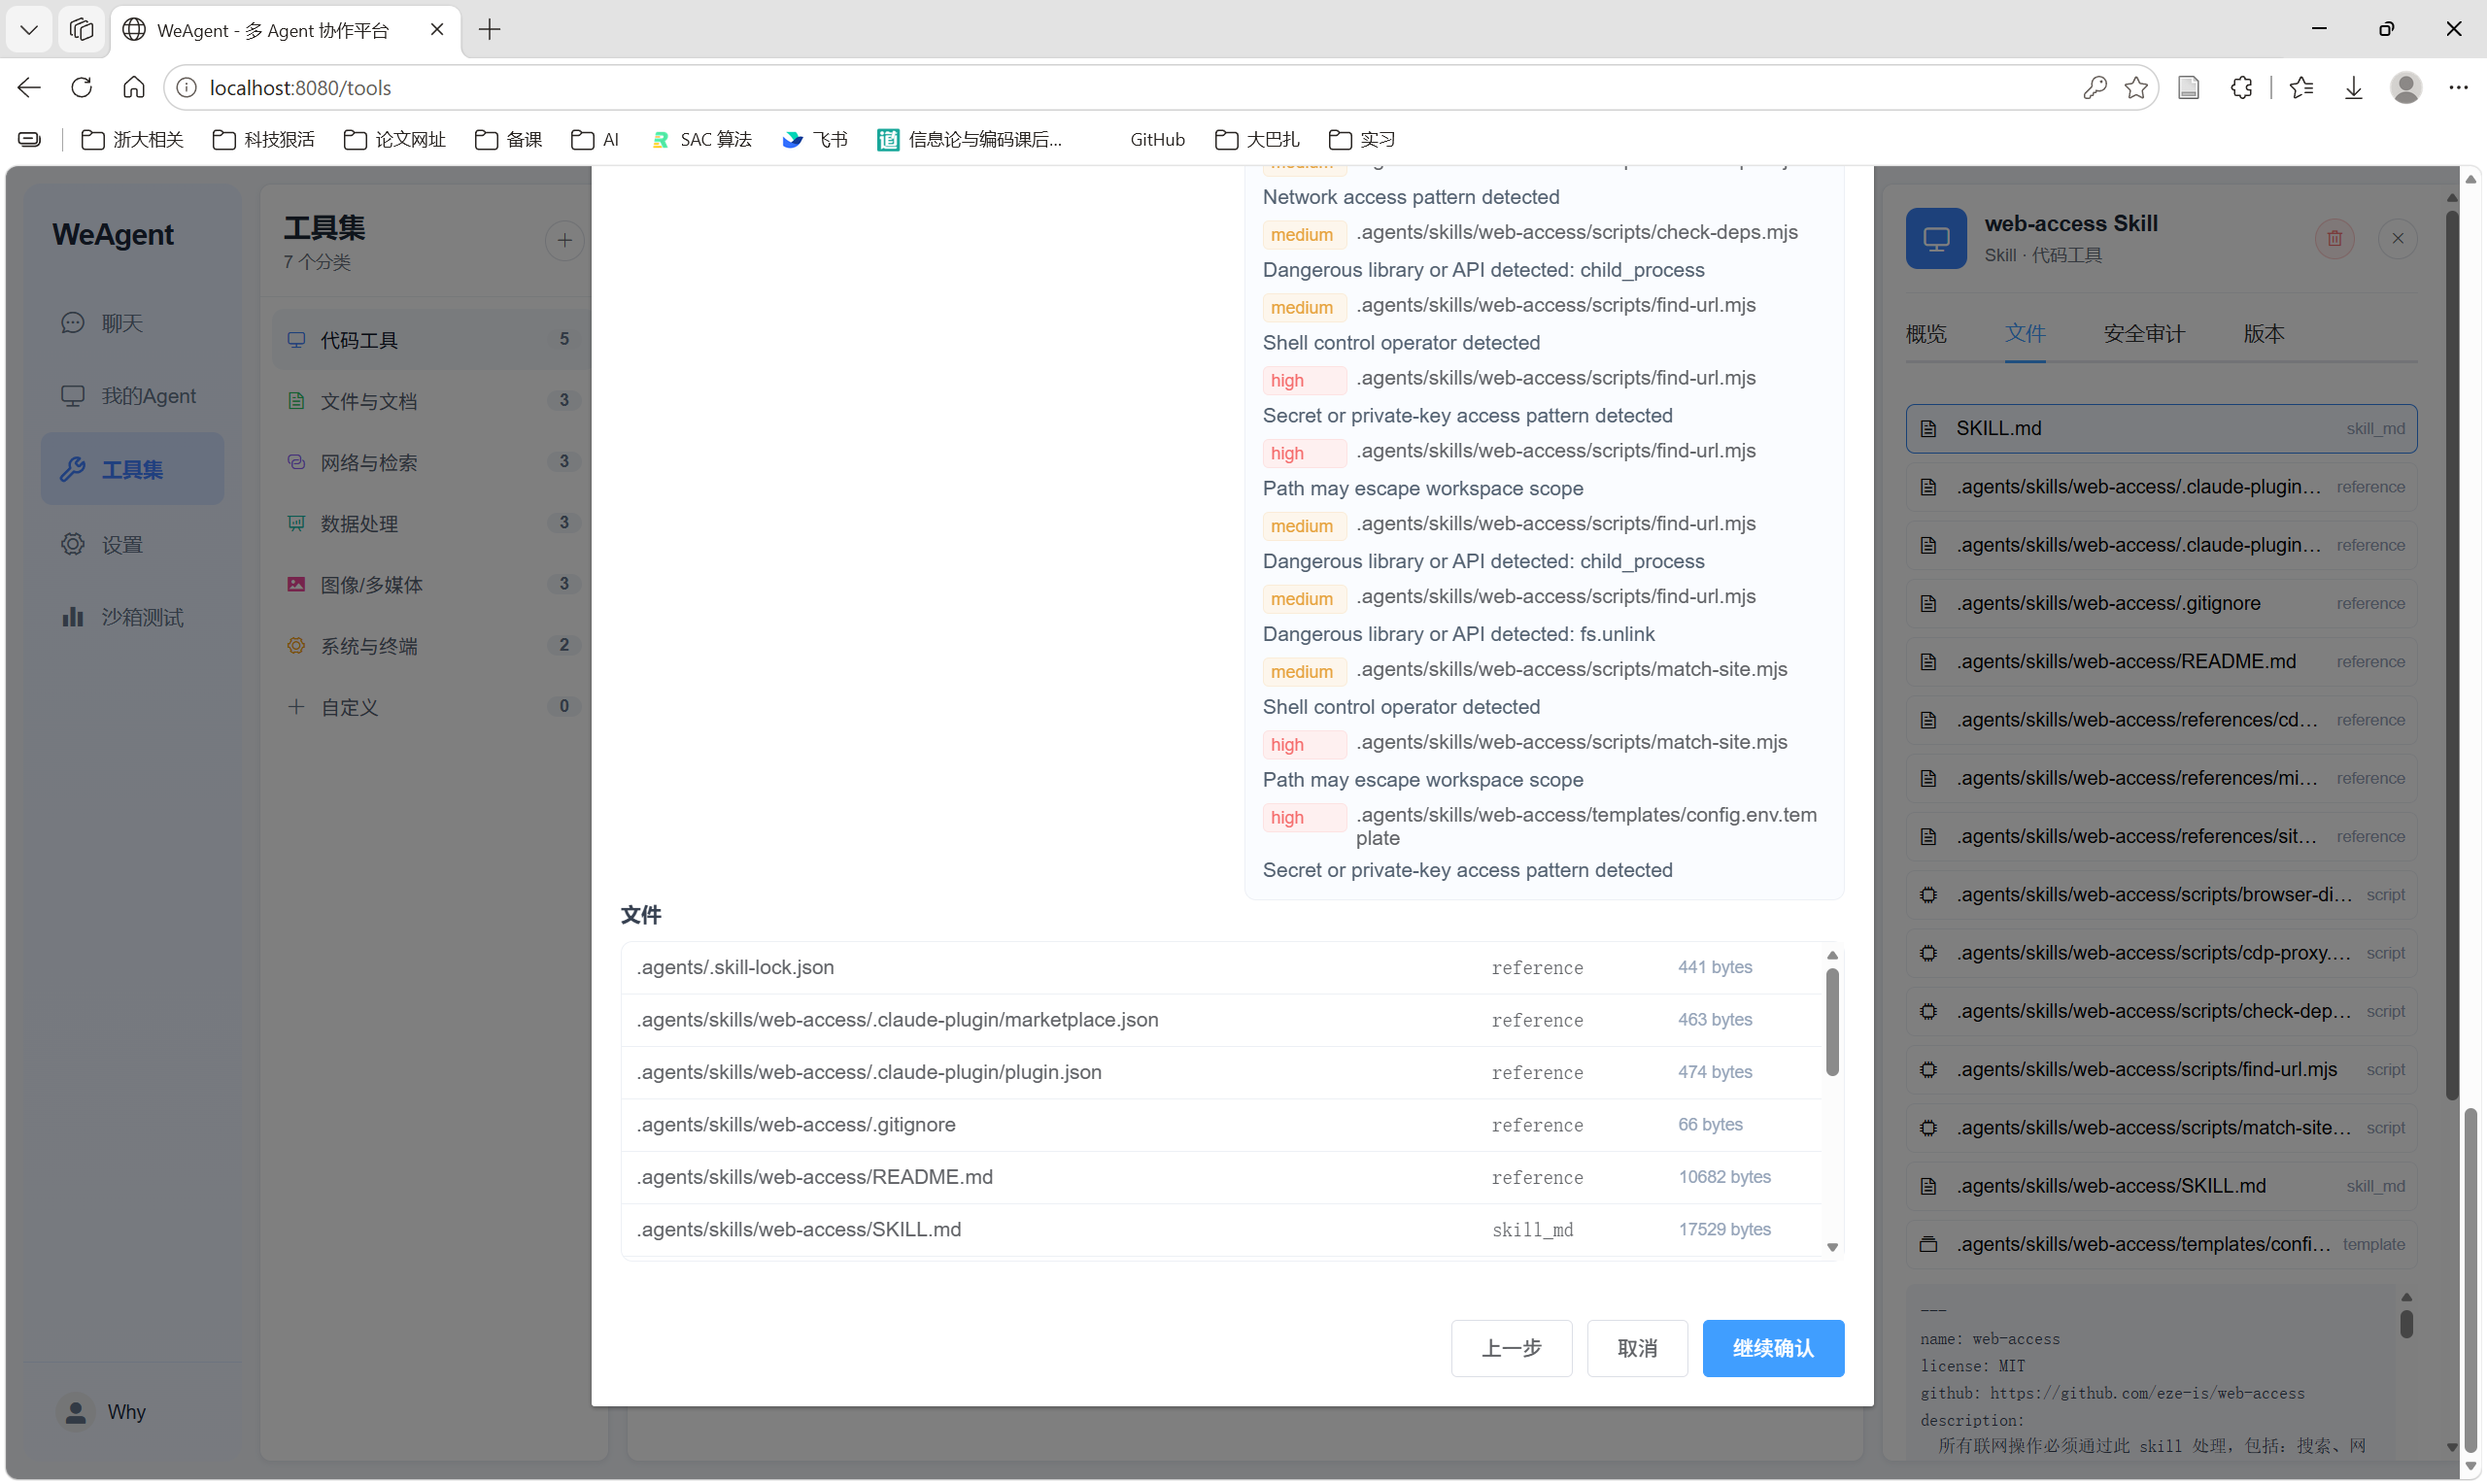 WeAgent - 多 Agent 协作平台
localhost:8080/tools
浙大相关
科技狠活
论文网址
备课
AI
SAC 算法
飞书
信息论与编码课后...
GitHub
大巴扎
实习
WeAgent
聊天
我的Agent
工具集
设置
沙箱测试
Why
工具集
7 个分类
代码工具 5
文件与文档 3
网络与检索 3
数据处理 3
图像/多媒体 3
系统与终端 2
自定义 0
Network access pattern detected
medium .agents/skills/web-access/scripts/check-deps.mjs
Dangerous library or API detected: child_process
medium .agents/skills/web-access/scripts/find-url.mjs
Shell control operator detected
high .agents/skills/web-access/scripts/find-url.mjs
Secret or private-key access pattern detected
high .agents/skills/web-access/scripts/find-url.mjs
Path may escape workspace scope
medium .agents/skills/web-access/scripts/find-url.mjs
Dangerous library or API detected: child_process
medium .agents/skills/web-access/scripts/find-url.mjs
Dangerous library or API detected: fs.unlink
medium .agents/skills/web-access/scripts/match-site.mjs
Shell control operator detected
high .agents/skills/web-access/scripts/match-site.mjs
Path may escape workspace scope
high .agents/skills/web-access/templates/config.env.tem
plate
Secret or private-key access pattern detected
文件
.agents/.skill-lock.json reference 441 bytes
.agents/skills/web-access/.claude-plugin/marketplace.json reference 463 bytes
.agents/skills/web-access/.claude-plugin/plugin.json reference 474 bytes
.agents/skills/web-access/.gitignore reference 66 bytes
.agents/skills/web-access/README.md reference 10682 bytes
.agents/skills/web-access/SKILL.md skill_md 17529 bytes
上一步 取消 继续确认
web-access Skill
Skill · 代码工具
概览 文件 安全审计 版本
SKILL.md skill_md
.agents/skills/web-access/.claude-plugin... reference
.agents/skills/web-access/.claude-plugin... reference
.agents/skills/web-access/.gitignore reference
.agents/skills/web-access/README.md reference
.agents/skills/web-access/references/cd... reference
.agents/skills/web-access/references/mi... reference
.agents/skills/web-access/references/sit... reference
.agents/skills/web-access/scripts/browser-di... script
.agents/skills/web-access/scripts/cdp-proxy.... script
.agents/skills/web-access/scripts/check-dep... script
.agents/skills/web-access/scripts/find-url.mjs script
.agents/skills/web-access/scripts/match-site... script
.agents/skills/web-access/SKILL.md skill_md
.agents/skills/web-access/templates/confi... template
---
name: web-access
license: MIT
github: https://github.com/eze-is/web-access
description:
所有联网操作必须通过此 skill 处理，包括：搜索、网